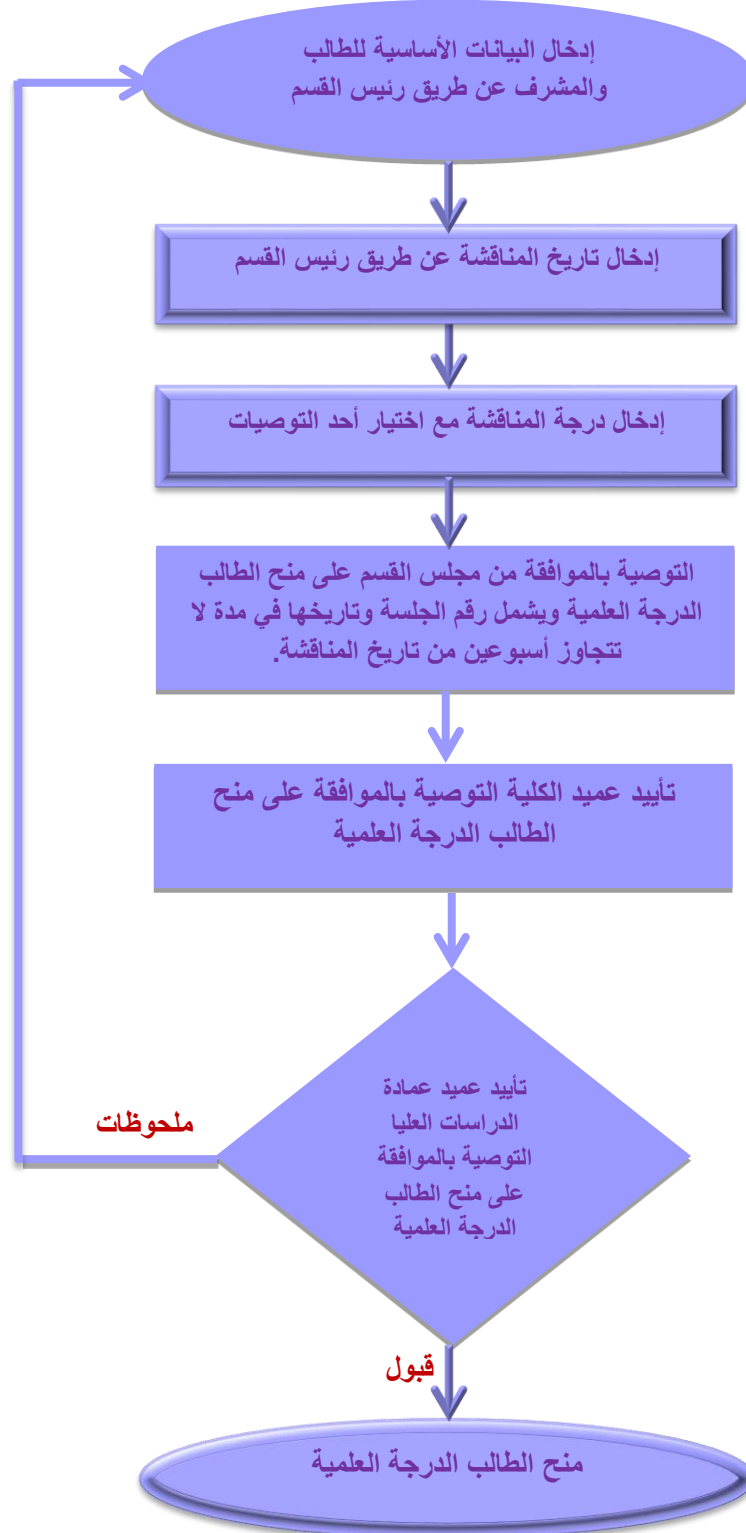 إدخال البيانات الأساسية للطالب
والمشرف عن طريق رئيس القسم
إدخال تاريخ المناقشة عن طريق رئيس القسم
إدخال درجة المناقشة مع اختيار أحد التوصيات
التوصية بالموافقة من مجلس القسم على منح الطالب
الدرجة العلمية ويشمل رقم الجلسة وتاريخها في مدة لا
تتجاوز أسبوعين من تاريخ المناقشة.
تأييد عميد الكلية التوصية بالموافقة على منح
الطالب الدرجة العلمية
تأييد عميد عمادة
الدراسات العليا
التوصية بالموافقة
على منح الطالب
الدرجة العلمية
ملحوظات
قبول
منح الطالب الدرجة العلمية